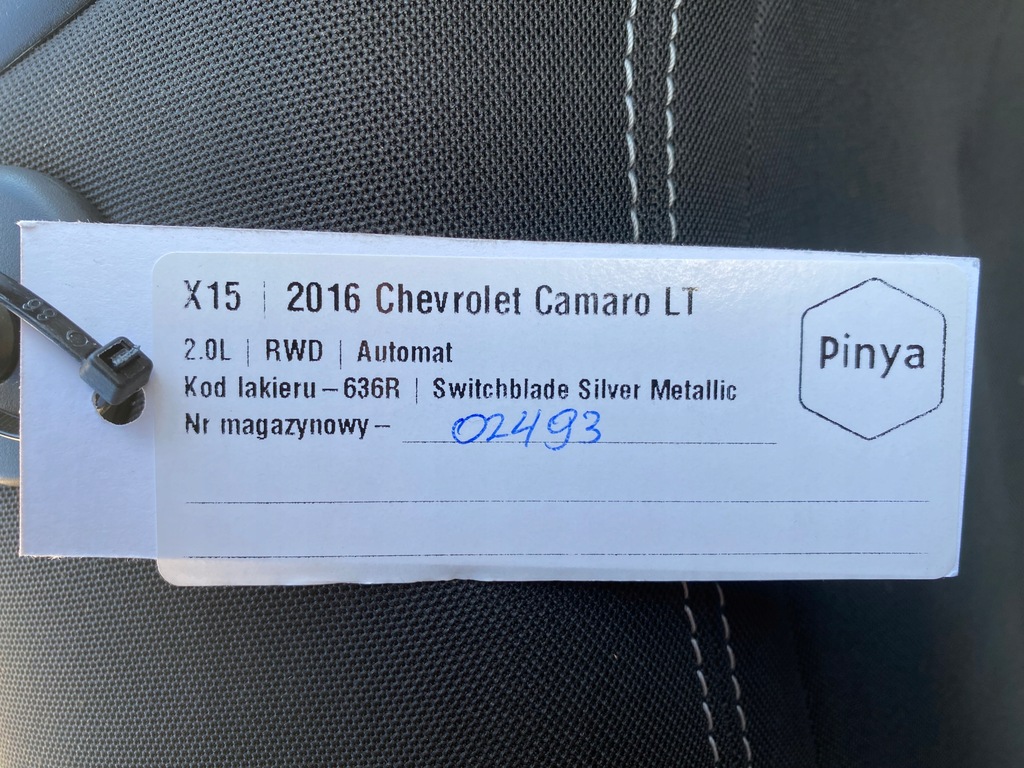 X15 | 2016 Chevrolet Camaro LT
2.0L | RWD | Automat
Kod lakieru – 636R | Switchblade Silver Metallic
Nr magazynowy – 02493
Pinya